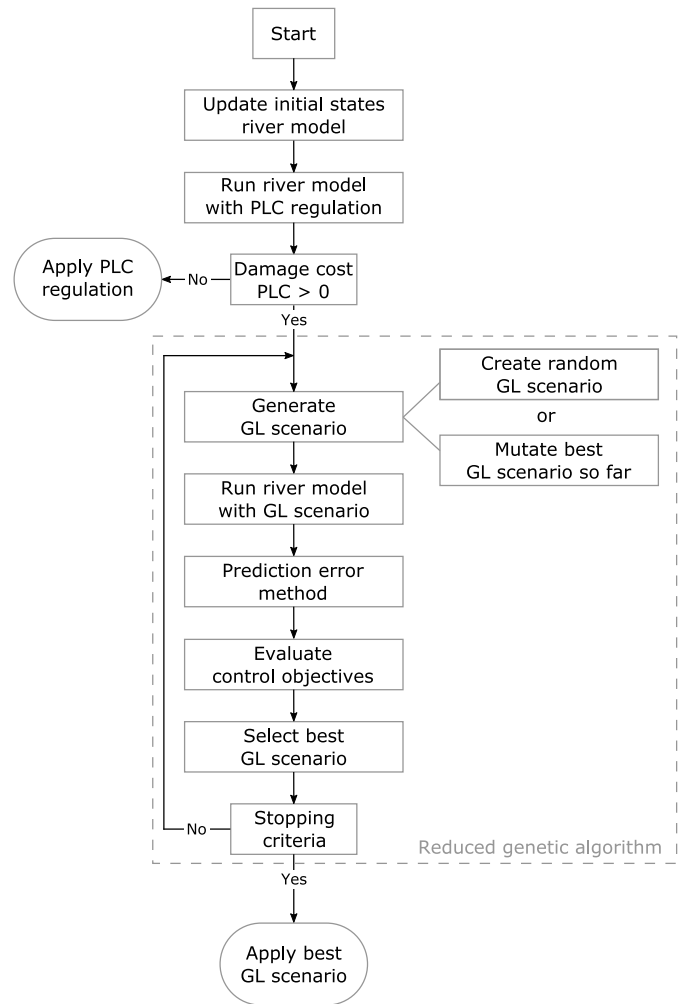 Start
Update initial states
river model
Run river model
with PLC regulation
Apply PLC
regulation
No
Damage cost
PLC > 0
Yes
Generate
GL scenario
Create random
GL scenario
or
Mutate best
GL scenario so far
Run river model
with GL scenario
Prediction error
method
Evaluate
control objectives
Select best
GL scenario
No
Stopping
criteria
Reduced genetic algorithm
Yes
Apply best
GL scenario